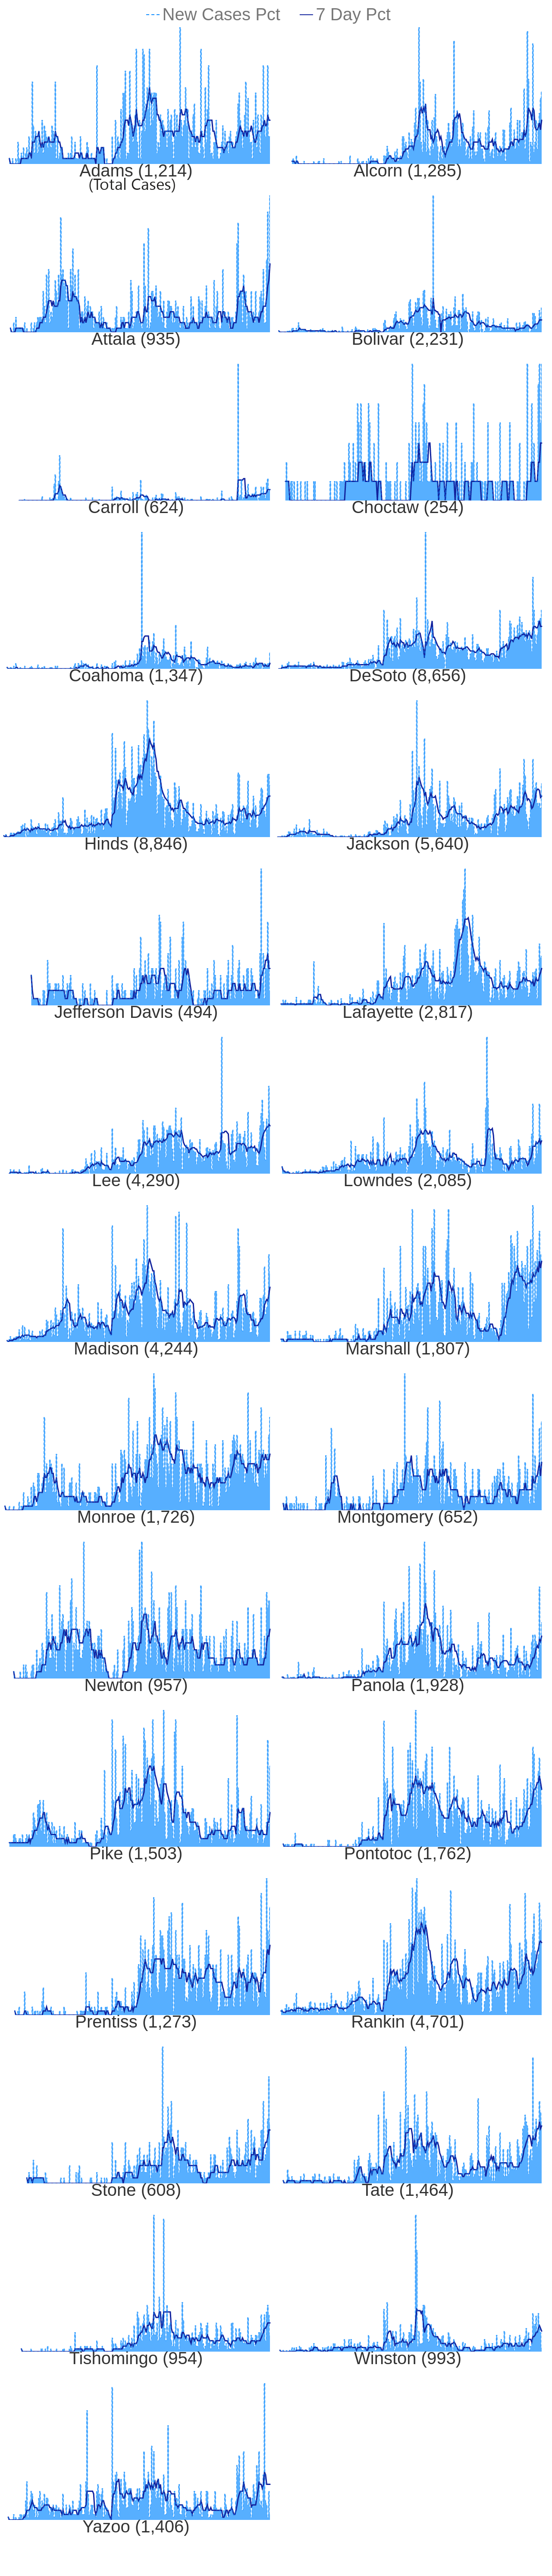 New Cases Pct 7 Day Pct
Adams (1,214) Alcorn (1,285)
(Total Cases)
Attala (935) Bolivar (2,231)
Carroll (624) Choctaw (254)
Coahoma (1,347) DeSoto (8,656)
Hinds (8,846) Jackson (5,640)
Jefferson Davis (494) Lafayette (2,817)
Lee (4,290) Lowndes (2,085)
Madison (4,244) Marshall (1,807)
Monroe (1,726) Montgomery (652)
Newton (957) Panola (1,928)
Pike (1,503) Pontotoc (1,762)
Prentiss (1,273) Rankin (4,701)
Stone (608) Tate (1,464)
Tishomingo (954) Winston (993)
Yazoo (1,406)